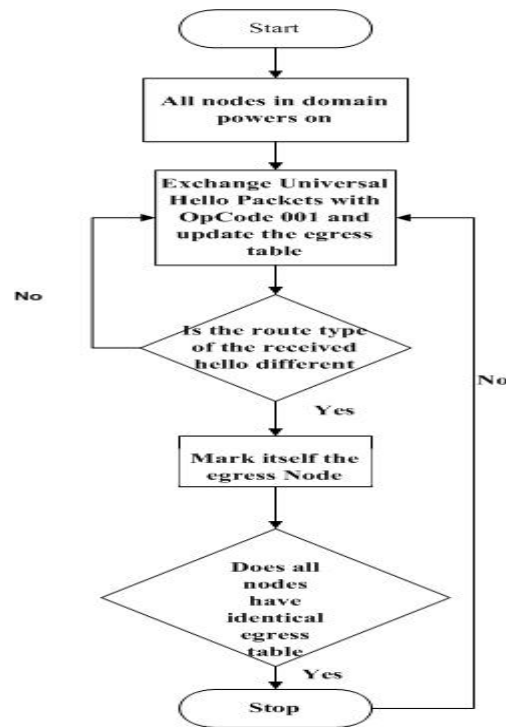 Start
All nodes in domain
powers on
Exchange Universal
Hello Packets with
OpCode 001 and
update the egress
table
No
Is the route type
of the received
hello different
No
Yes
Mark itself the
egress Node
Does all
nodes
have
identical
egress
table
Yes
Stop